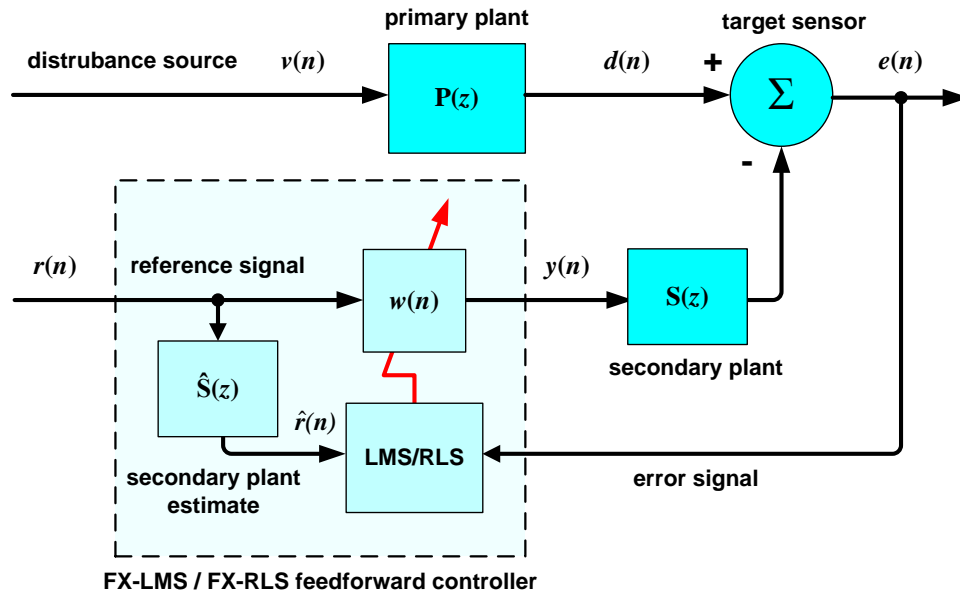 primary plant
target sensor
distrubance source
v(n)
P(z)
d(n)
+
Σ
e(n)
-
r(n)
reference signal
w(n)
y(n)
S(z)
secondary plant
Ŝ(z)
r̂(n)
LMS/RLS
error signal
secondary plant
estimate
FX-LMS / FX-RLS feedforward controller